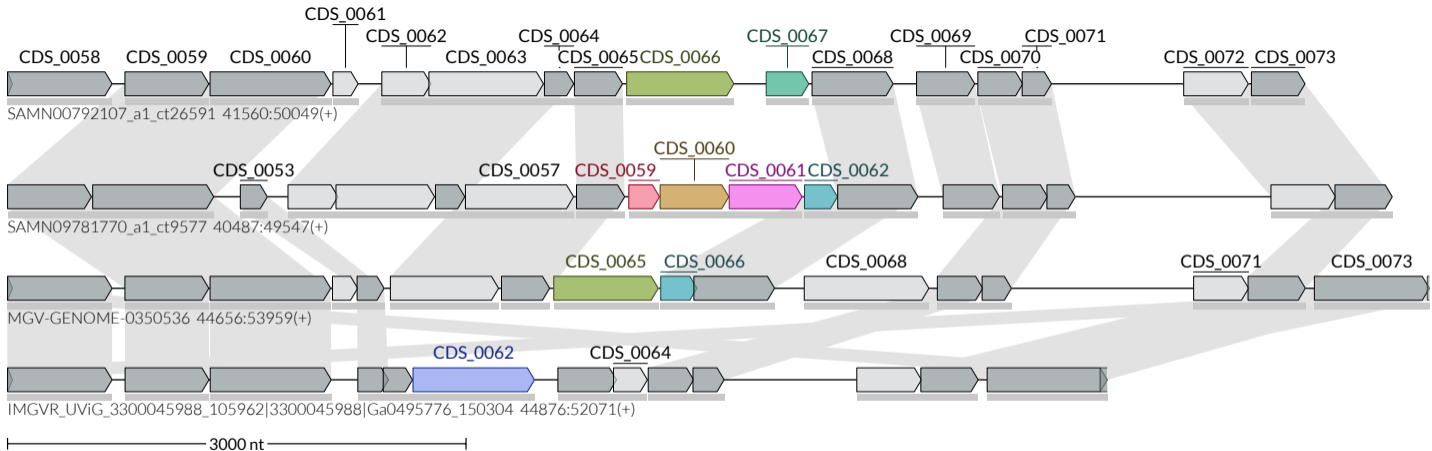 CDS_0061
CDS_0062 CDS_0064 CDS_0067 CDS_0069 CDS_0071
CDS_0058 CDS_0059 CDS_0060 CDS_0063 CDS_0065 CDS_0066 CDS_0068 CDS_0070 CDS_0072 CDS_0073
SAMN00792107_a1_ct26591 41560:50049(+)
CDS_0060
CDS_0053 CDS_0057 CDS_0059 CDS_0061 CDS_0062
SAMN09781770_a1_ct9577 40487:49547(+)
CDS_0065 CDS_0066 CDS_0068 CDS_0071 CDS_0073
MGV-GENOME-0350536 44656:53959(+)
CDS_0062 CDS_0064
IMGVR_UViG_3300045988_105962|3300045988|Ga0495776_150304 44876:52071(+)
3000 nt